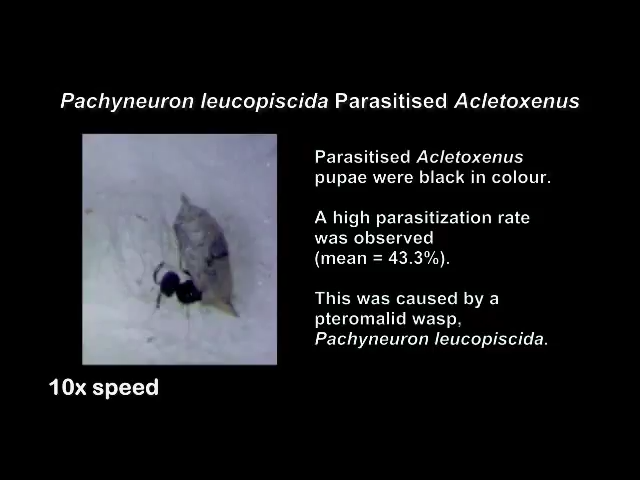 Pachyneuron leucopiscida Parasitised Acletoxenus
Parasitised Acletoxenus
pupae were black in colour.
A high parasitization rate
was observed
(mean = 43.3%).
This was caused by a
pteromalid wasp,
Pachyneuron leucopiscida.
10x speed